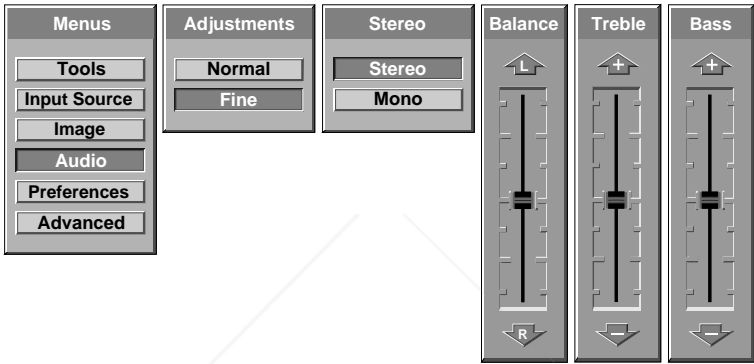 Menus
Tools
Input Source
Image
Audio
Preferences
Advanced
Adjustments
Normal
Fine
Stereo
Stereo
Mono
Balance
L
R
Treble
+
−
Bass
+
−